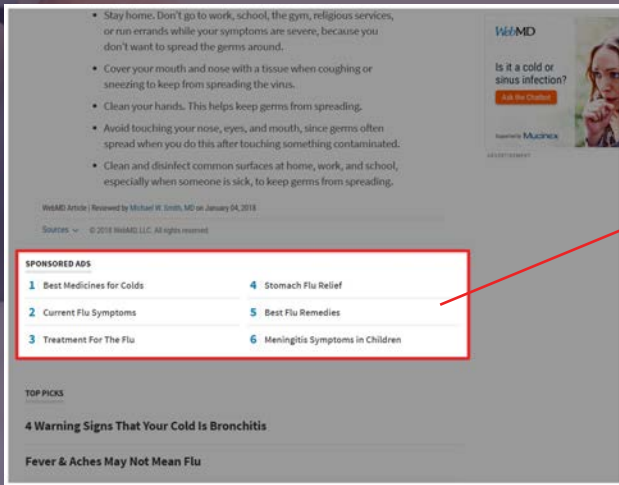 • Stay home. Don't go to work, school, the gym, religious services,
or run errands while your symptoms are severe, because you
don't want to spread the germs around.
• Cover your mouth and nose with a tissue when coughing or
sneezing to keep from spreading the virus.
• Clean your hands. This helps keep germs from spreading.
• Avoid touching your nose, eyes, and mouth, since germs often
spread when you do this after touching something contaminated.
• Clean and disinfect common surfaces at home, work, and school,
especially when someone is sick, to keep germs from spreading.
WebMD Article | Reviewed by Michael W. Smith, MD on January 04, 2018
Sources © 2018 WebMD, LLC. All rights reserved.
WebMD
Is it a cold or
sinus infection?
Ask the Chatbot
Supported by Mucinex
ADVERTISEMENT
SPONSORED ADS
1 Best Medicines for Colds
2 Current Flu Symptoms
3 Treatment For The Flu
4 Stomach Flu Relief
5 Best Flu Remedies
6 Meningitis Symptoms in Children
TOP PICKS
4 Warning Signs That Your Cold Is Bronchitis
Fever & Aches May Not Mean Flu